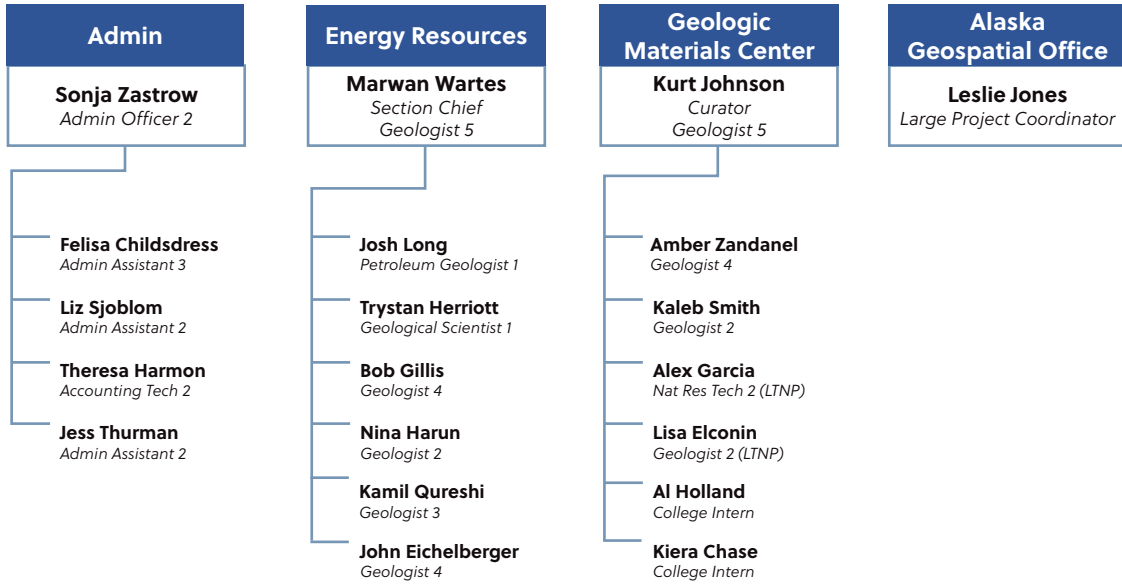 Admin
Sonja Zastrow
Admin Officer 2
Felisa Childsdress
Admin Assistant 3
Liz Sjoblom
Admin Assistant 2
Theresa Harmon
Accounting Tech 2
Jess Thurman
Admin Assistant 2
Energy Resources
Marwan Wartes
Section Chief
Geologist 5
Josh Long
Petroleum Geologist 1
Trystan Herriott
Geological Scientist 1
Bob Gillis
Geologist 4
Nina Harun
Geologist 2
Kamil Qureshi
Geologist 3
John Eichelberger
Geologist 4
Geologic
Materials Center
Kurt Johnson
Curator
Geologist 5
Amber Zandanel
Geologist 4
Kaleb Smith
Geologist 2
Alex Garcia
Nat Res Tech 2 (LTNP)
Lisa Elconin
Geologist 2 (LTNP)
Al Holland
College Intern
Kiera Chase
College Intern
Alaska
Geospatial Office
Leslie Jones
Large Project Coordinator